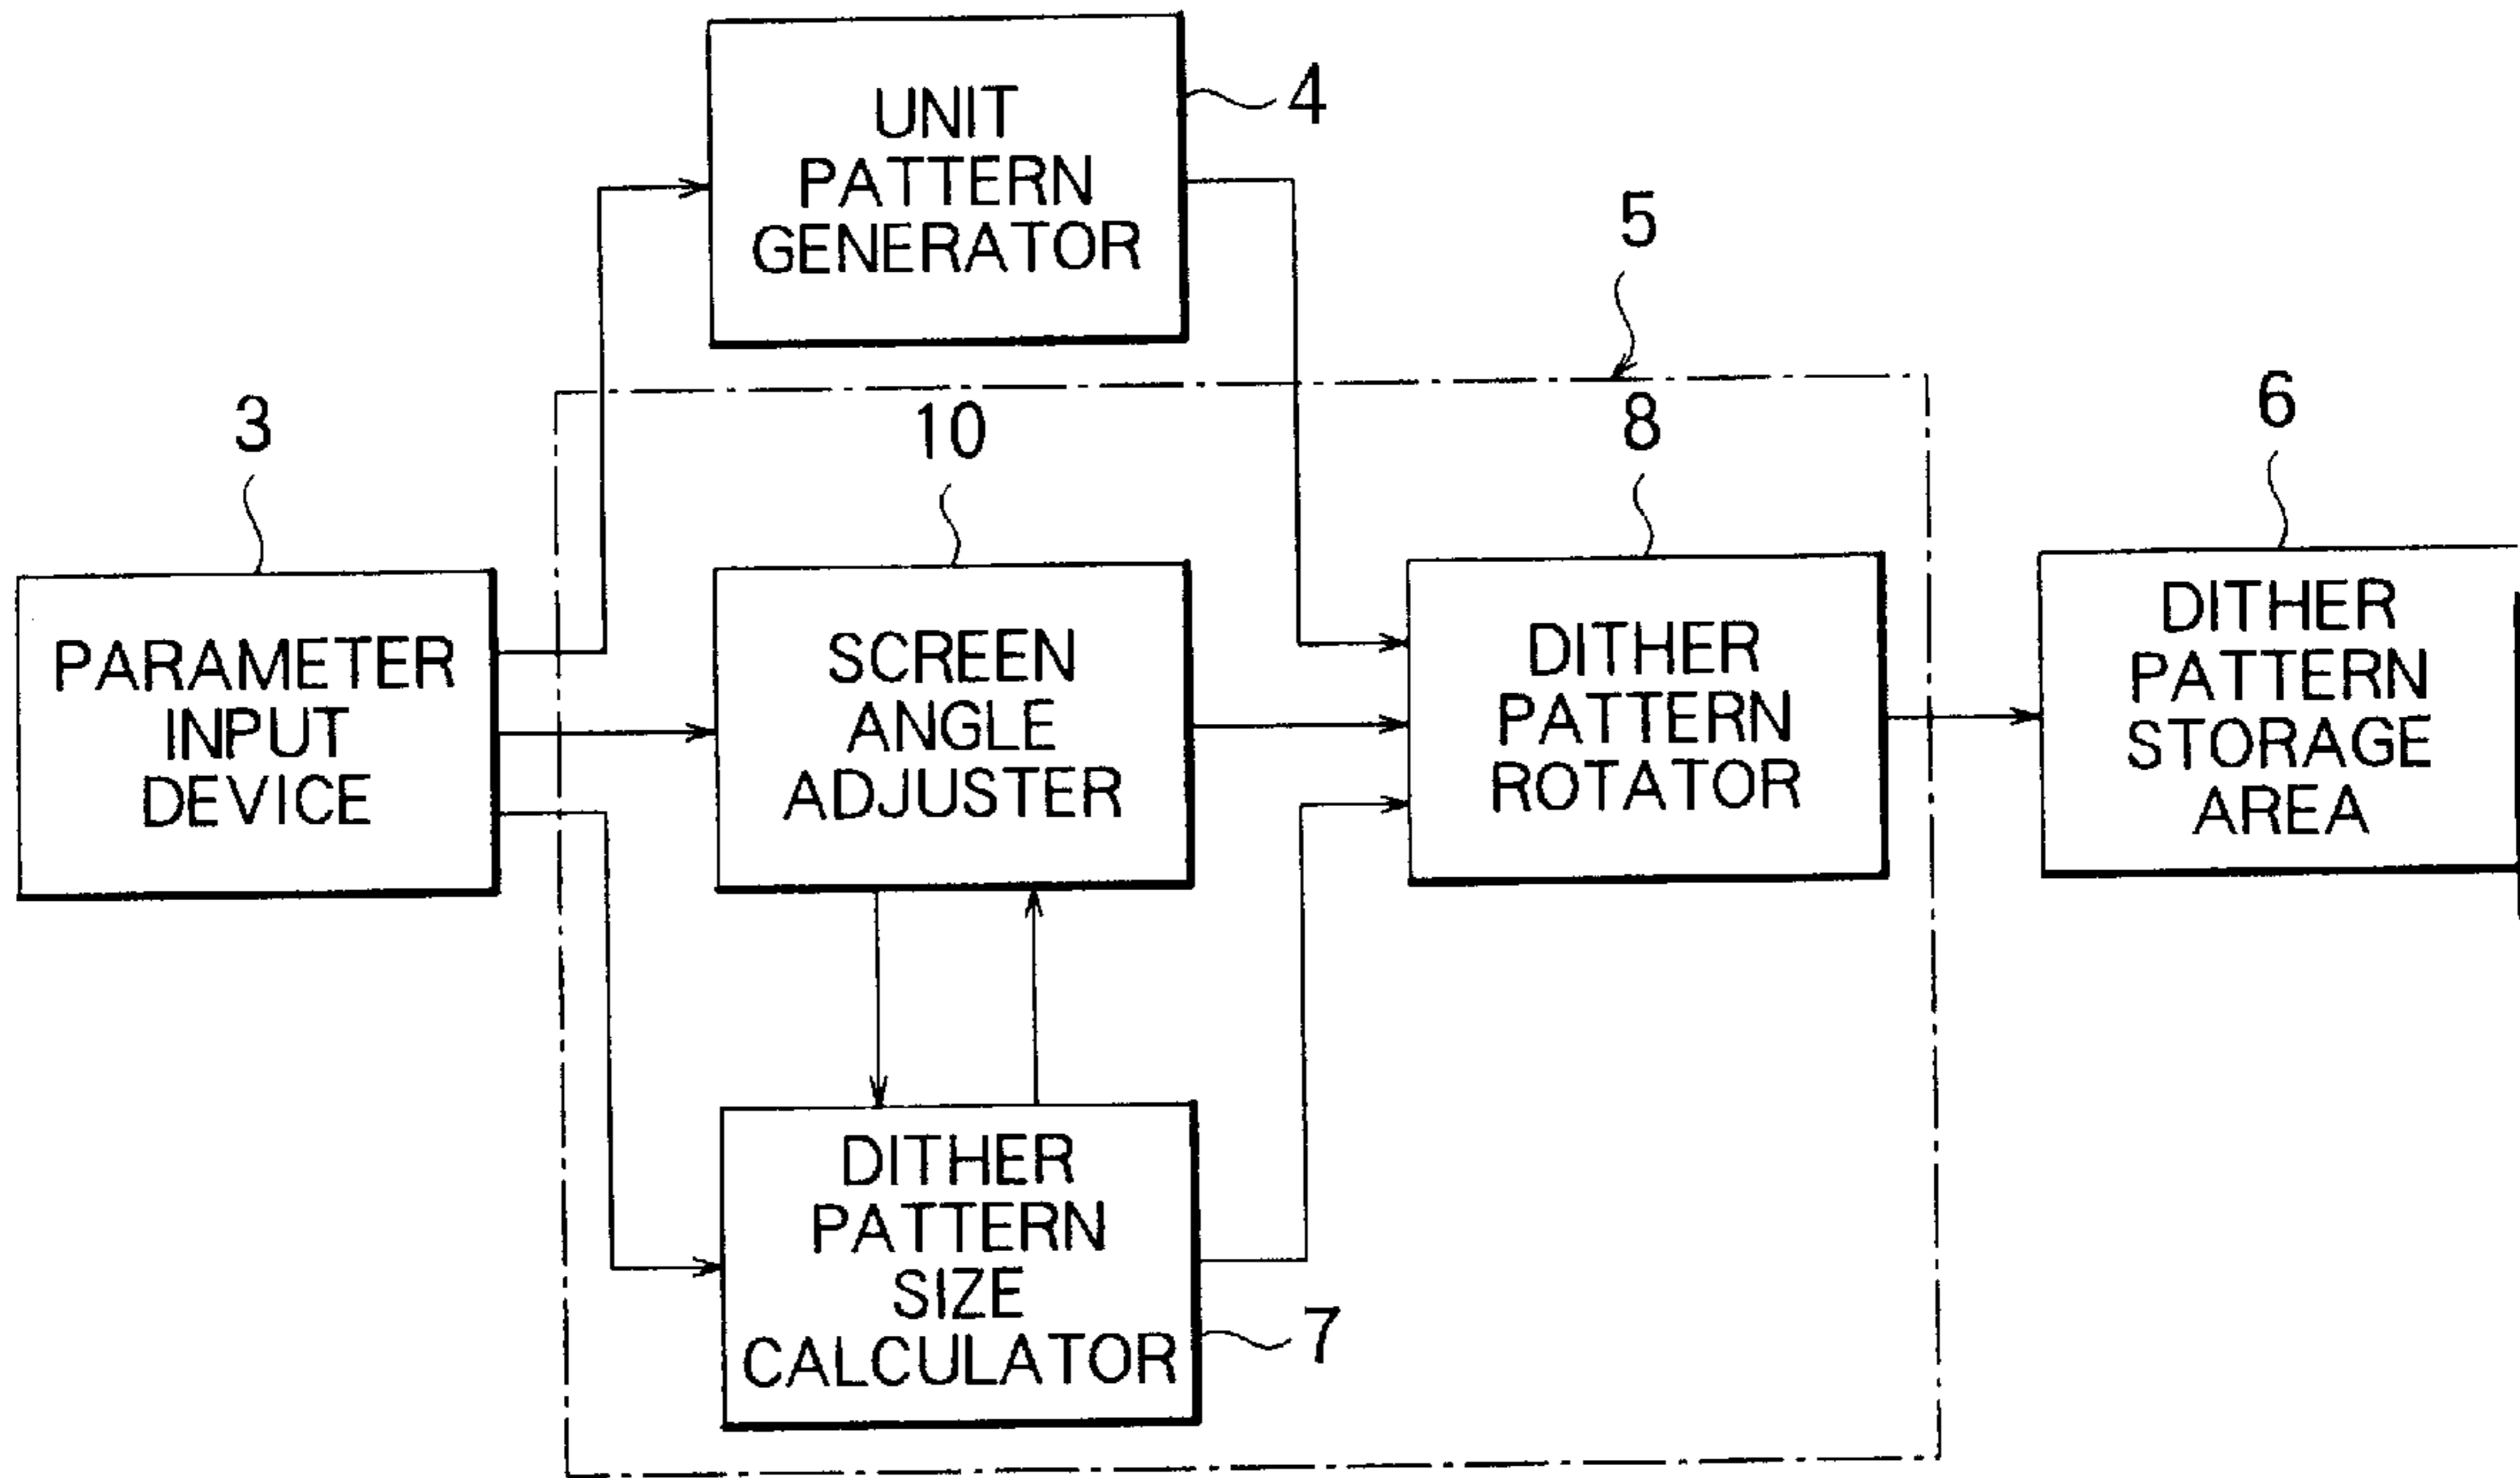 UNIT
PATTERN
GENERATOR
4
5
3
10
8
6
PARAMETER
INPUT
DEVICE
SCREEN
ANGLE
ADJUSTER
DITHER
PATTERN
ROTATOR
DITHER
PATTERN
STORAGE
AREA
DITHER
PATTERN
SIZE
CALCULATOR
7